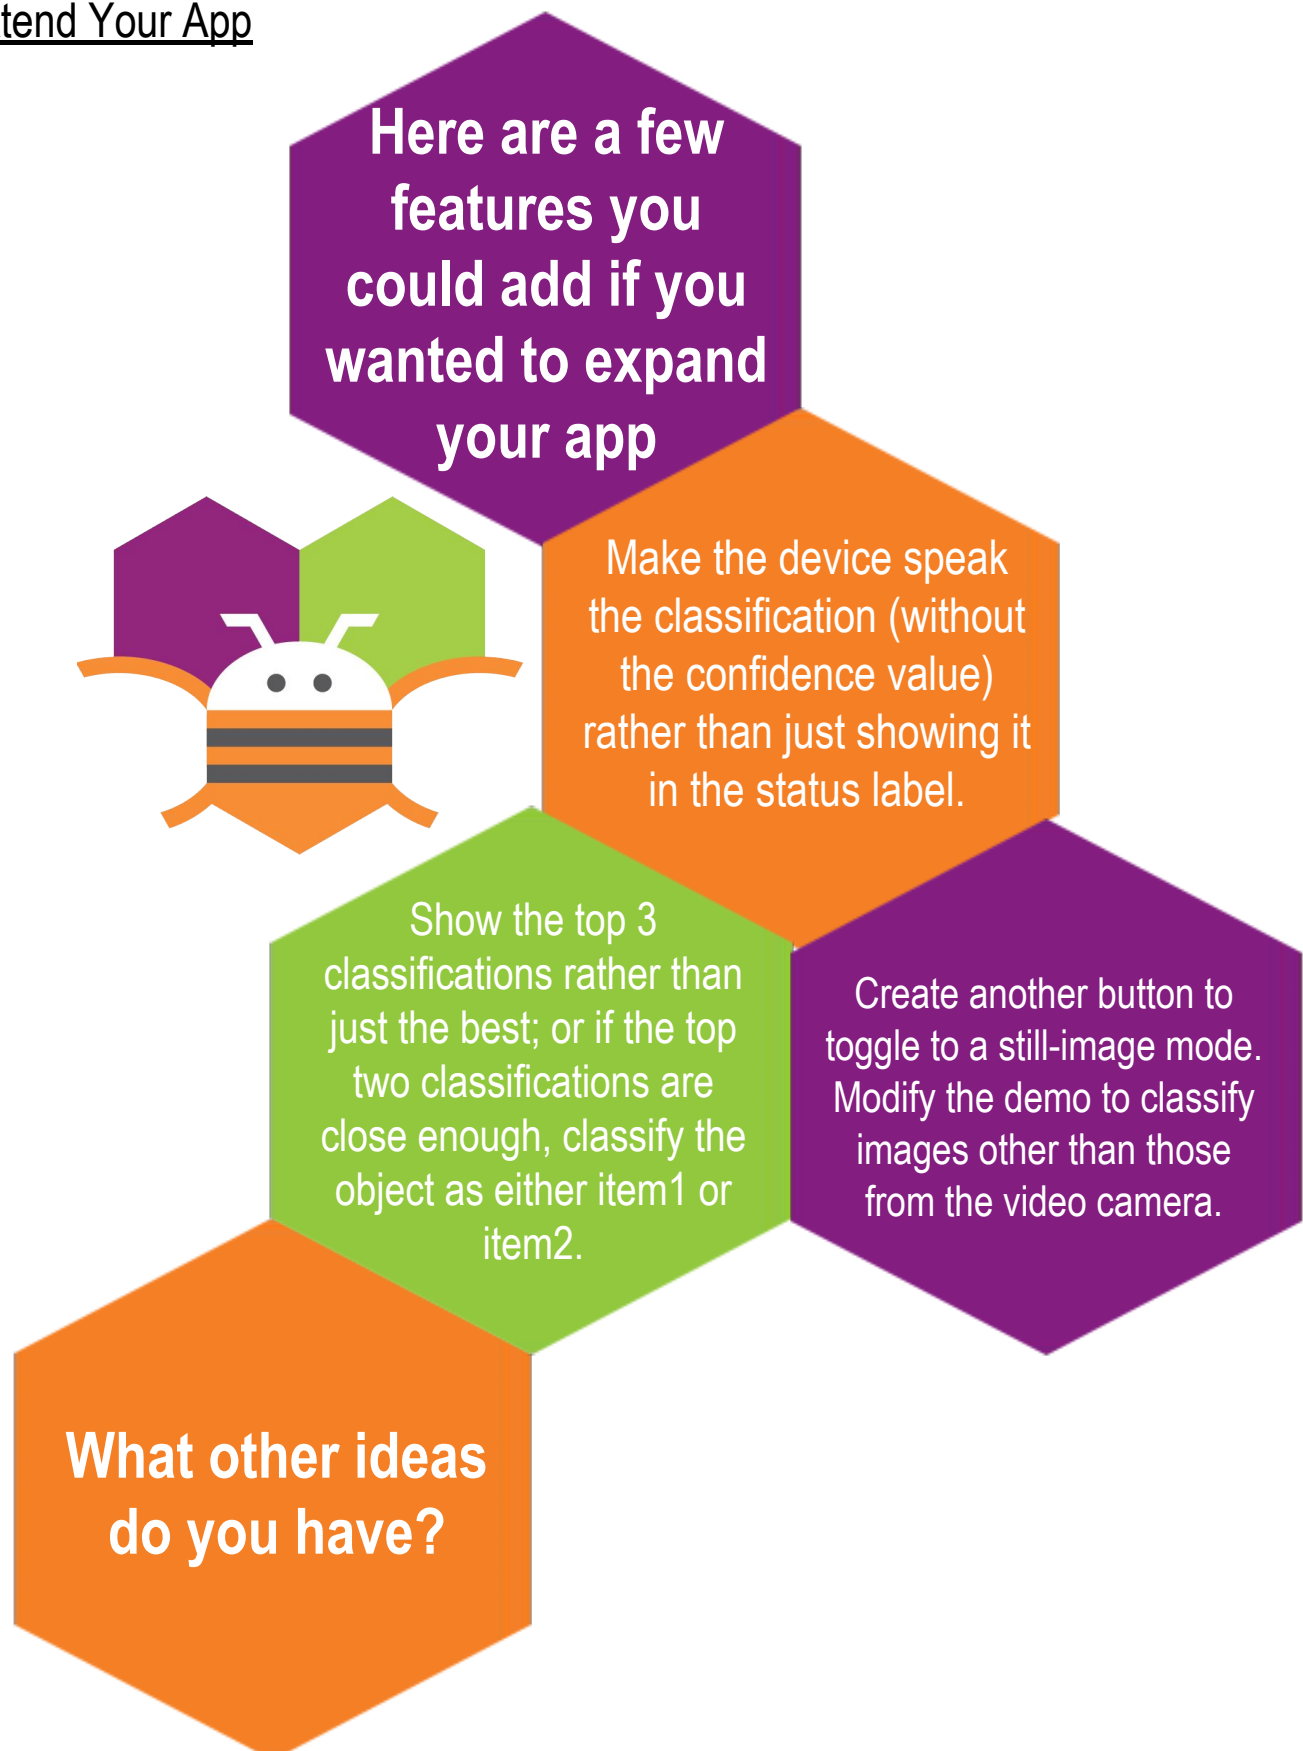 tend Your App
Here are a few
features you
could add if you
wanted to expand
your app
Make the device speak
the classification (without
the confidence value)
rather than just showing it
in the status label.
Show the top 3
classifications rather than
just the best; or if the top
two classifications are
close enough, classify the
object as either item1 or
item2.
Create another button to
toggle to a still-image mode.
Modify the demo to classify
images other than those
from the video camera.
What other ideas
do you have?